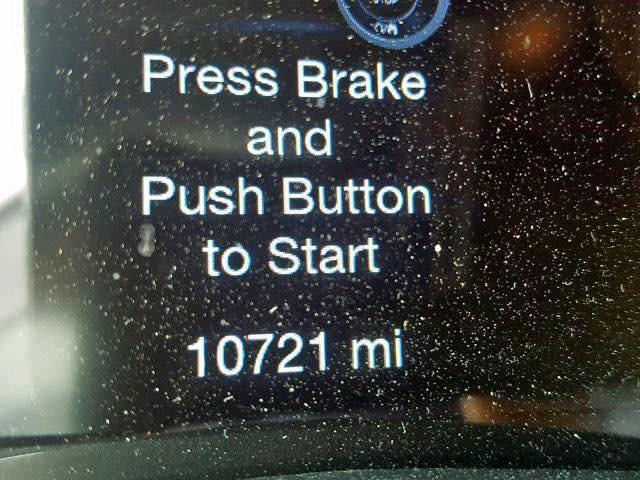 Press Brake
and
Push Button
to Start
10721 mi